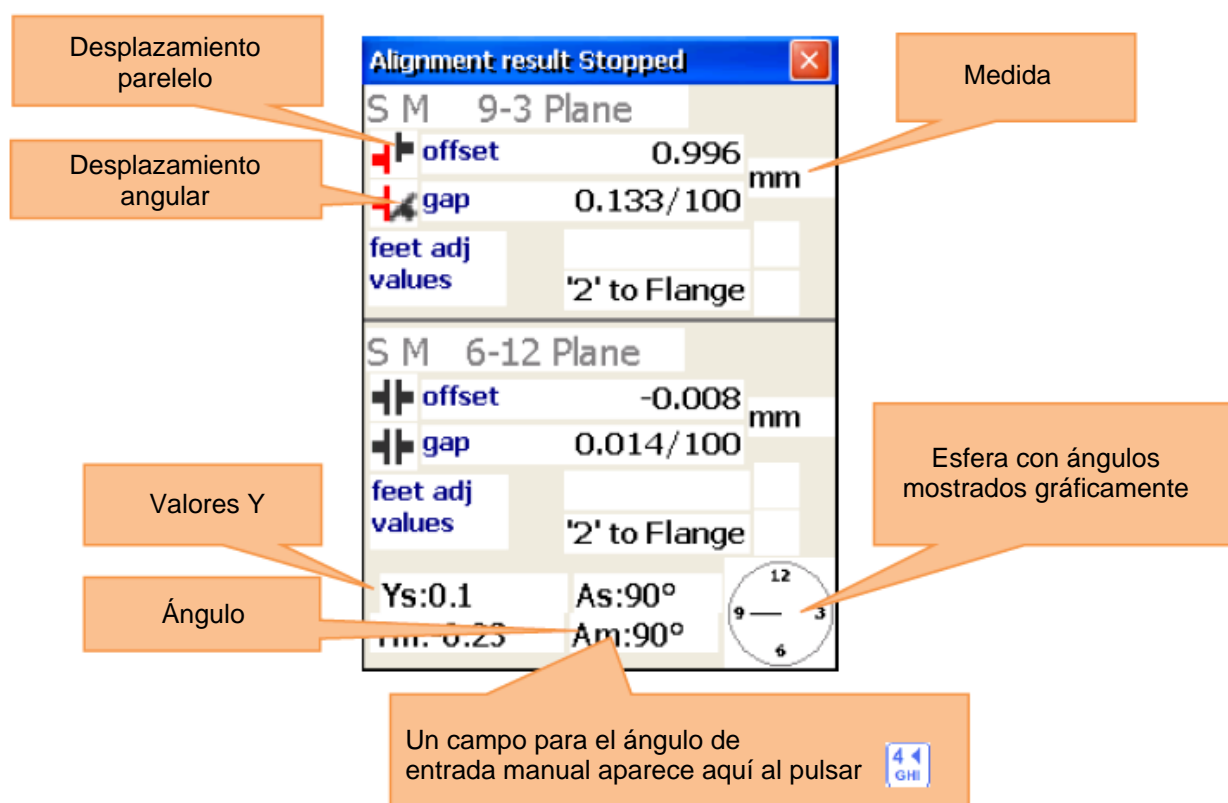 Desplazamiento
parelelo
Desplazamiento
angular
Medida
Alignment result Stopped
S M 9-3 Plane
offset 0.996
mm
gap 0.133/100
feet adj
values
'2' to Flange
S M 6-12 Plane
offset -0.008
mm
gap 0.014/100
feet adj
values
'2' to Flange
Valores Y
Ángulo
Esfera con ángulos
mostrados gráficamente
Ys:0.1 As:90°
Am:90°
12
9 3
6
Un campo para el ángulo de
entrada manual aparece aquí al pulsar
4
GHI